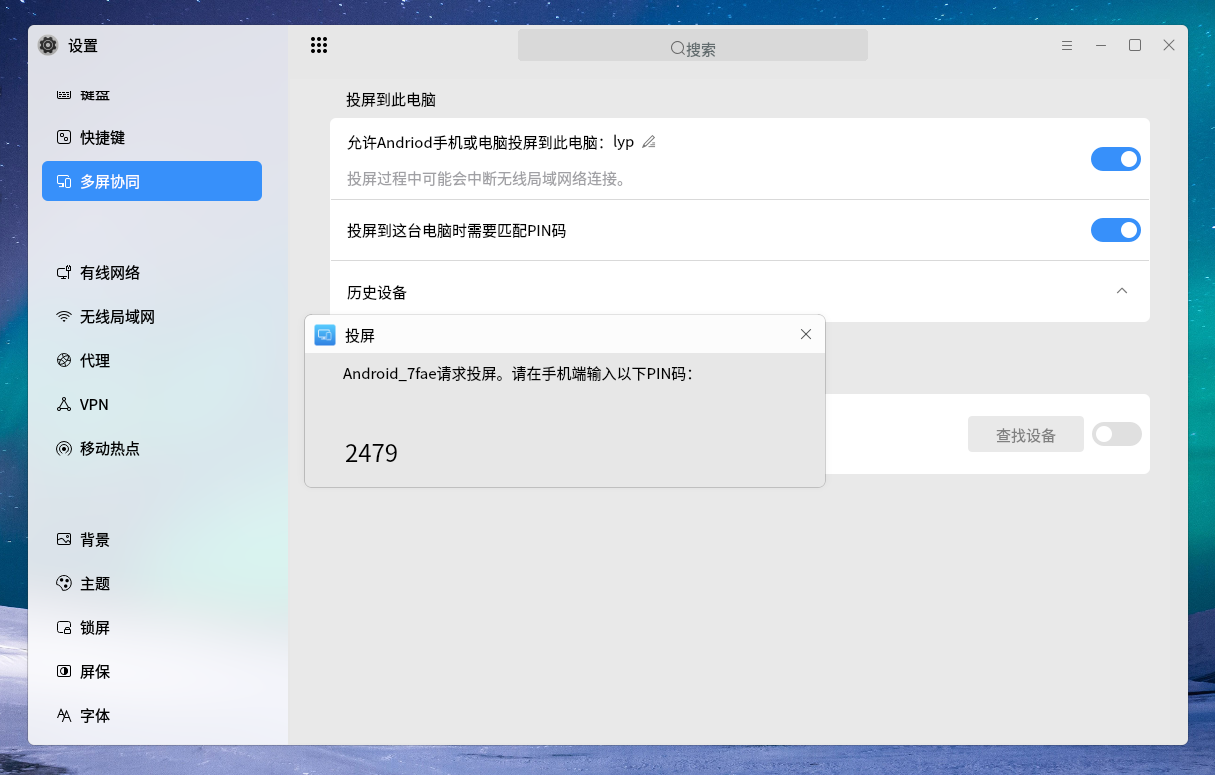 设置
搜索
键盘
快捷键
多屏协同
有线网络
无线局域网
代理
VPN
移动热点
背景
主题
锁屏
屏保
字体
投屏到此电脑
允许Andriod手机或电脑投屏到此电脑：lyp
投屏过程中可能会中断无线局域网络连接。
投屏到这台电脑时需要匹配PIN码
历史设备
投屏
Android_7fae请求投屏。请在手机端输入以下PIN码：
2479
查找设备